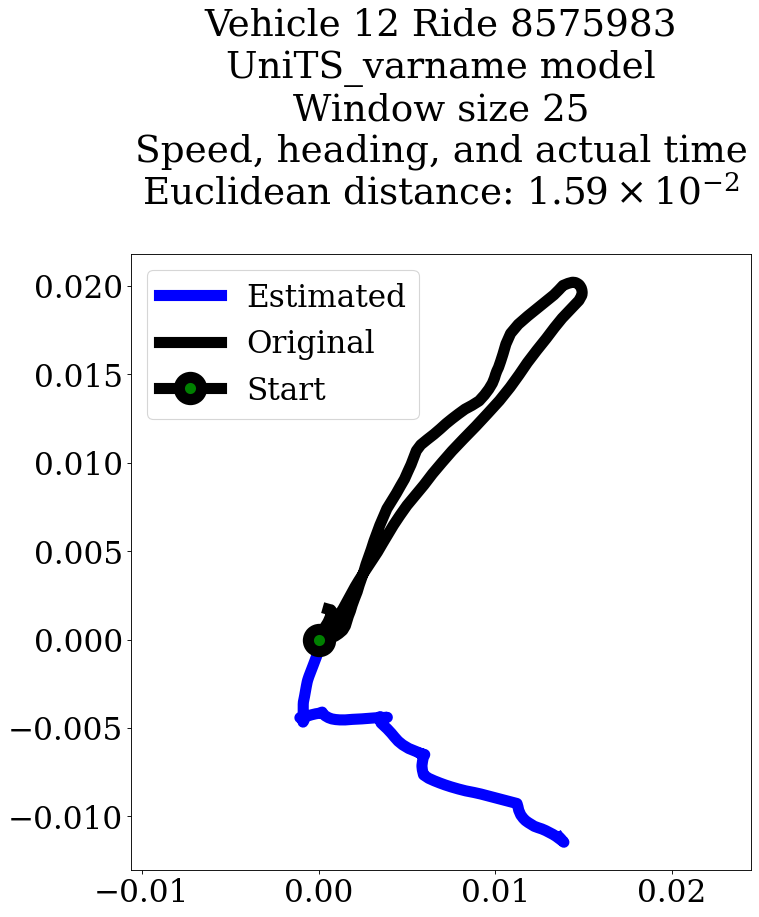 Vehicle 12 Ride 8575983
UniTS_varname model
Window size 25
Speed, heading, and actual time
Euclidean distance: 1.59 × 10⁻²
Estimated
Original
Start
0.020
0.015
0.010
0.005
0.000
−0.005
−0.010
−0.01 0.00 0.01 0.02